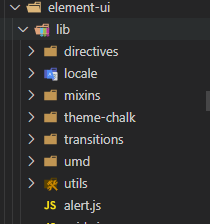 element-ui
lib
directives
locale
mixins
theme-chalk
transitions
umd
utils
JS alert.js